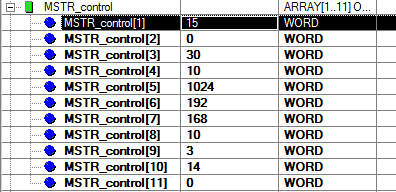 MSTR_control ARRAY[1..11] O...
MSTR_control[1] 15 WORD
MSTR_control[2] 0 WORD
MSTR_control[3] 30 WORD
MSTR_control[4] 10 WORD
MSTR_control[5] 1024 WORD
MSTR_control[6] 192 WORD
MSTR_control[7] 168 WORD
MSTR_control[8] 10 WORD
MSTR_control[9] 3 WORD
MSTR_control[10] 14 WORD
MSTR_control[11] 0 WORD